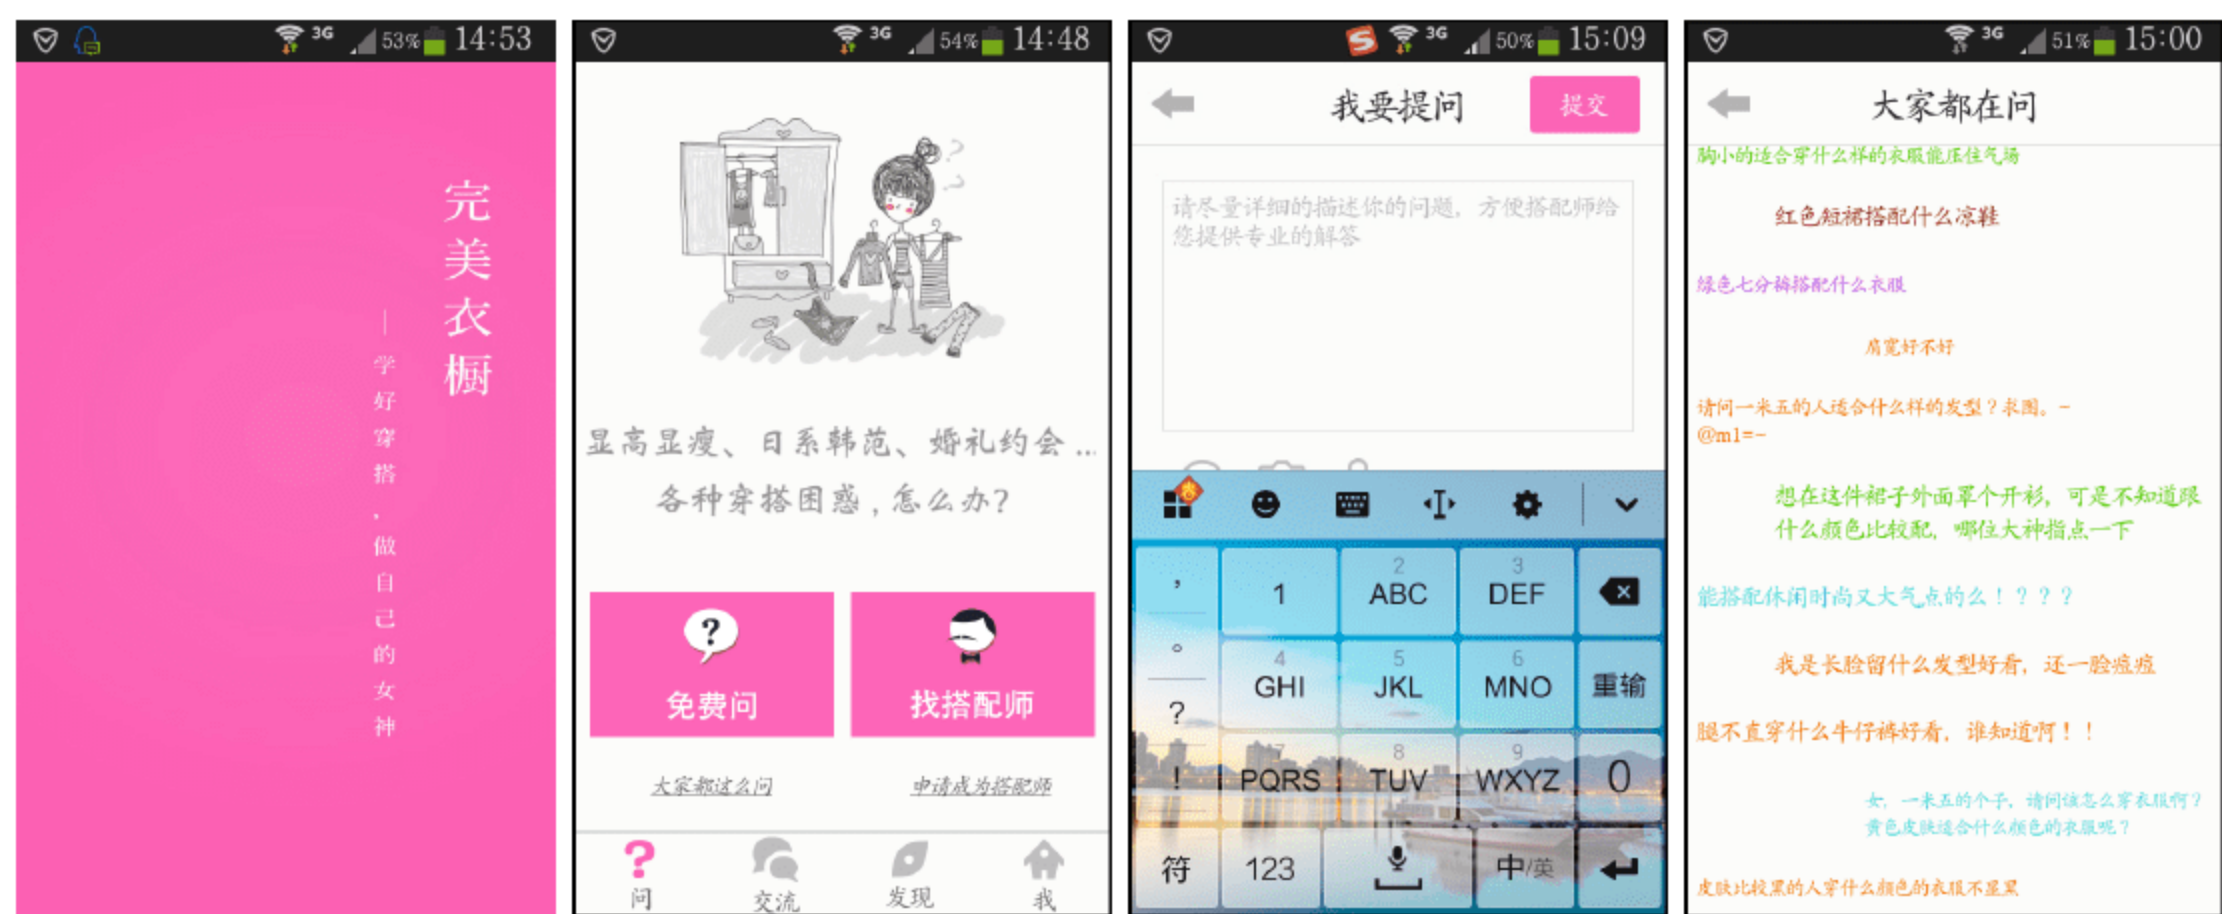 3G 53% 14:53
完美衣橱
—学好穿搭、做自己的女神
3G 54% 14:48
显高显瘦、日系韩范、婚礼约会...
各种穿搭困惑,怎么办?
?
免费问
找搭配师
大家都这么问
申请成为搭配师
问
交流
发现
我
S 3G 50% 15:09
我要提问
提交
请尽量详细的描述你的问题，方便搭配师给
您提供专业的解答
, 1 2 ABC 3 DEF
。 4 GHI 5 JKL 6 MNO 重输
? ! 7 PQRS 8 TUV 9 WXYZ 0
符 123 中/英
3G 51% 15:00
大家都在问
胸小的适合穿什么样的衣服能压住气场
红色短裙搭配什么凉鞋
绿色七分裤搭配什么衣服
肩宽好不好
请问一米五的人适合什么样的发型？求图。-
@m1=-
想在这件裙子外面罩个开衫，可是不知道跟
什么颜色比较配，哪位大神指点一下
能搭配休闲时尚又大气点的么！？？？
我是长脸留什么发型好看，还一脸痘痘
腿不直穿什么牛仔裤好看，谁知道啊！！
女，一米五的个子，请问该怎么穿衣服啊？
黄色皮肤适合什么颜色的衣服呢？
皮肤比较黑的人穿什么颜色的衣服不显黑